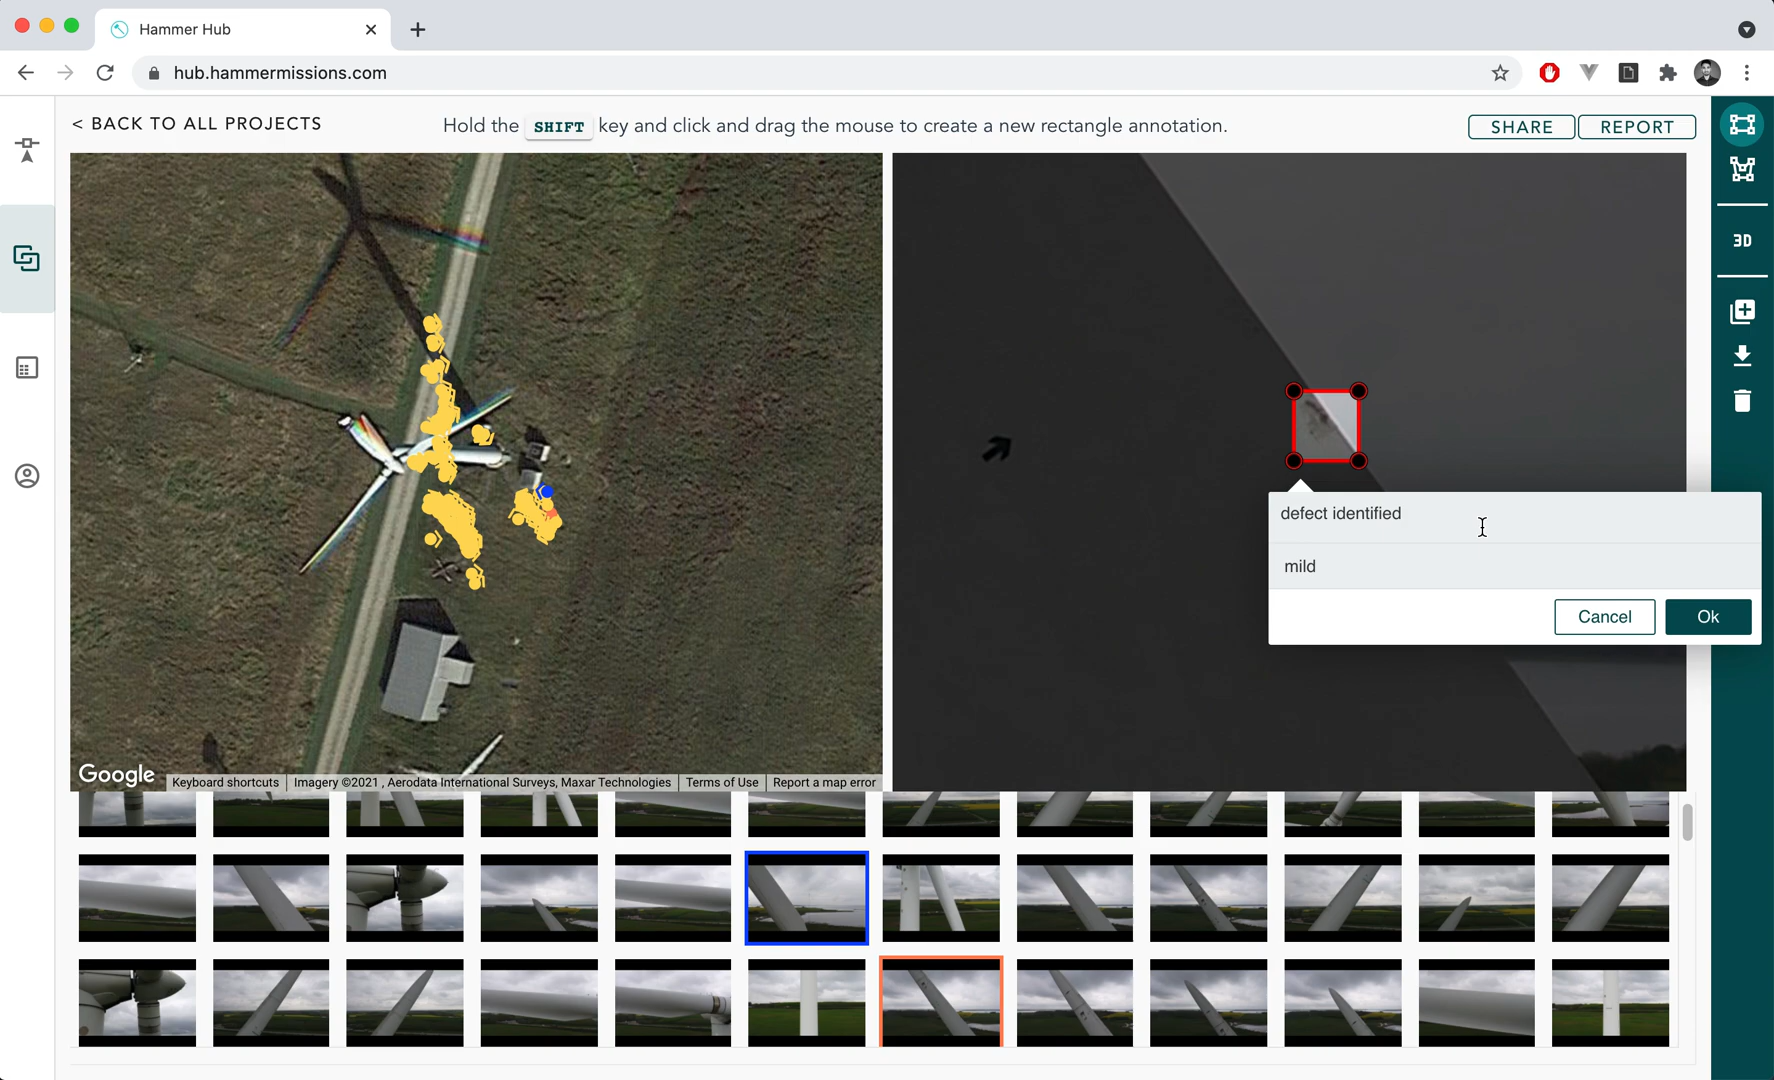 Hammer Hub
hub.hammermissions.com
< BACK TO ALL PROJECTS
Hold the SHIFT key and click and drag the mouse to create a new rectangle annotation.
SHARE
REPORT
3D
defect identified
mild
Cancel
Ok
Google
Keyboard shortcuts
Imagery ©2021 , Aerodata International Surveys, Maxar Technologies
Terms of Use
Report a map error